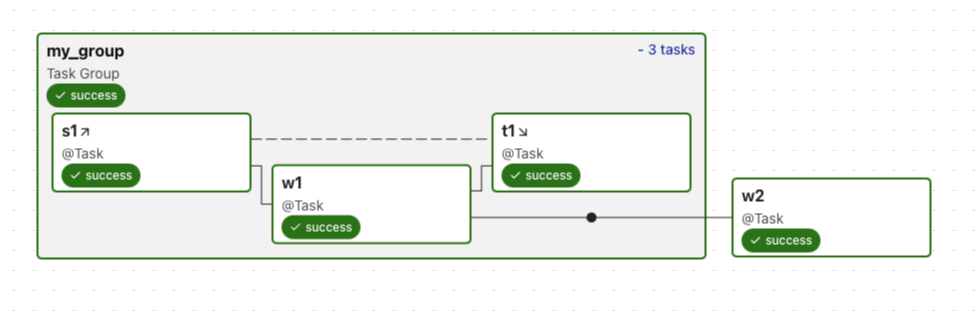 my_group
- 3 tasks
Task Group
✓ success
s1↗
@Task
✓ success
w1
@Task
✓ success
t1↘
@Task
✓ success
w2
@Task
✓ success